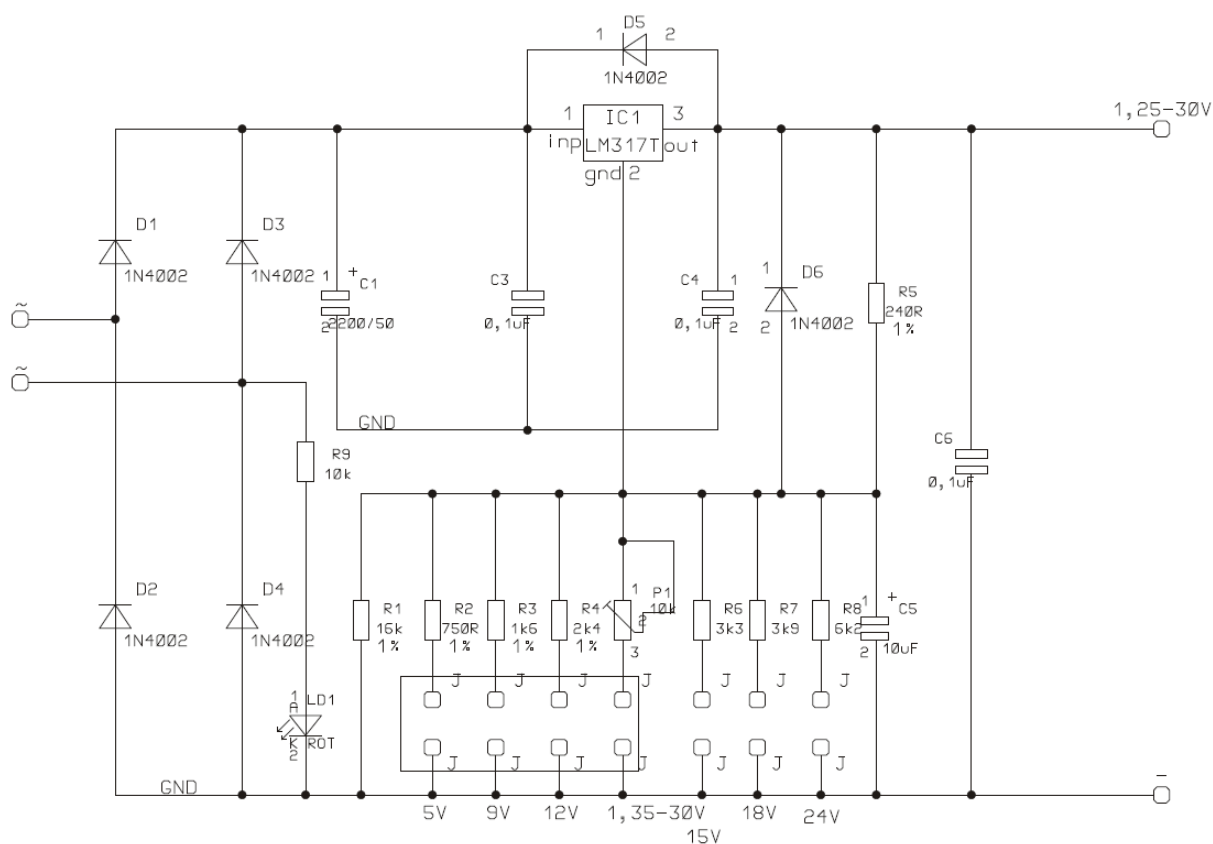 D5
1 2
1N4002
1,25-30V
1 IC1 3
inp LM317T out
gnd 2
D1
1N4002
D3
1N4002
1 + C1
2 2200/50
C3
0,1uF
C4 1
0,1uF 2
1 D6
2 1N4002
R5
240R
1%
~
~
GND
R9
10k
C6
0,1uF
D2
1N4002
D4
1N4002
R1
16k
1%
R2
750R
1%
R3
1k6
1%
R4
2k4
1%
1 P1
10k
2
3
R6
3k3
R7
3k9
R8
6k2
1 + C5
2 10uF
J J J J J J J
1
A LD1
K ROT
2
J J J J J J J
GND
-
5V 9V 12V 1,35-30V 18V 24V
15V